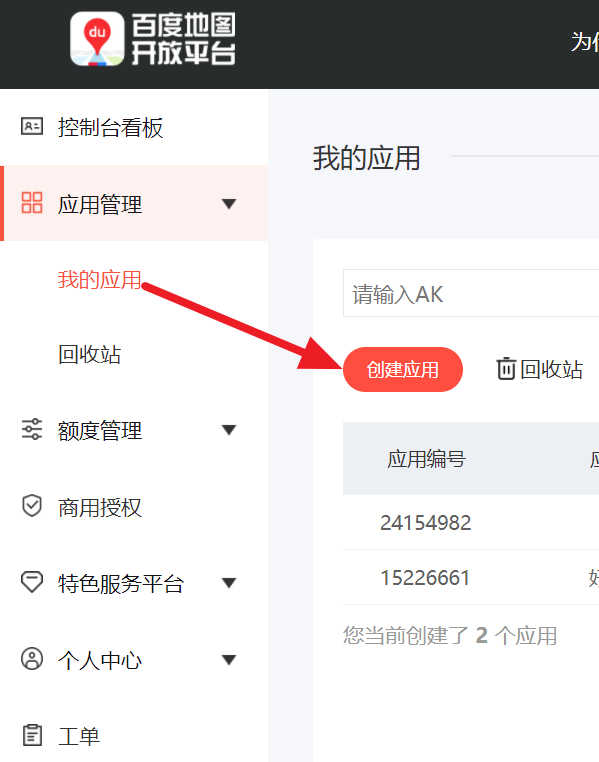 du
百度地图
开放平台
为
控制台看板
应用管理
我的应用
回收站
额度管理
商用授权
特色服务平台
个人中心
工单
我的应用
请输入AK
创建应用
回收站
应用编号
24154982
15226661
您当前创建了 2 个应用